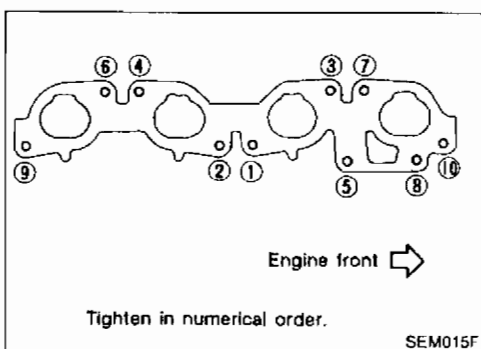 6 4 3 7
9 2 1 5 8 10
Engine front
Tighten in numerical order.
SEM015F